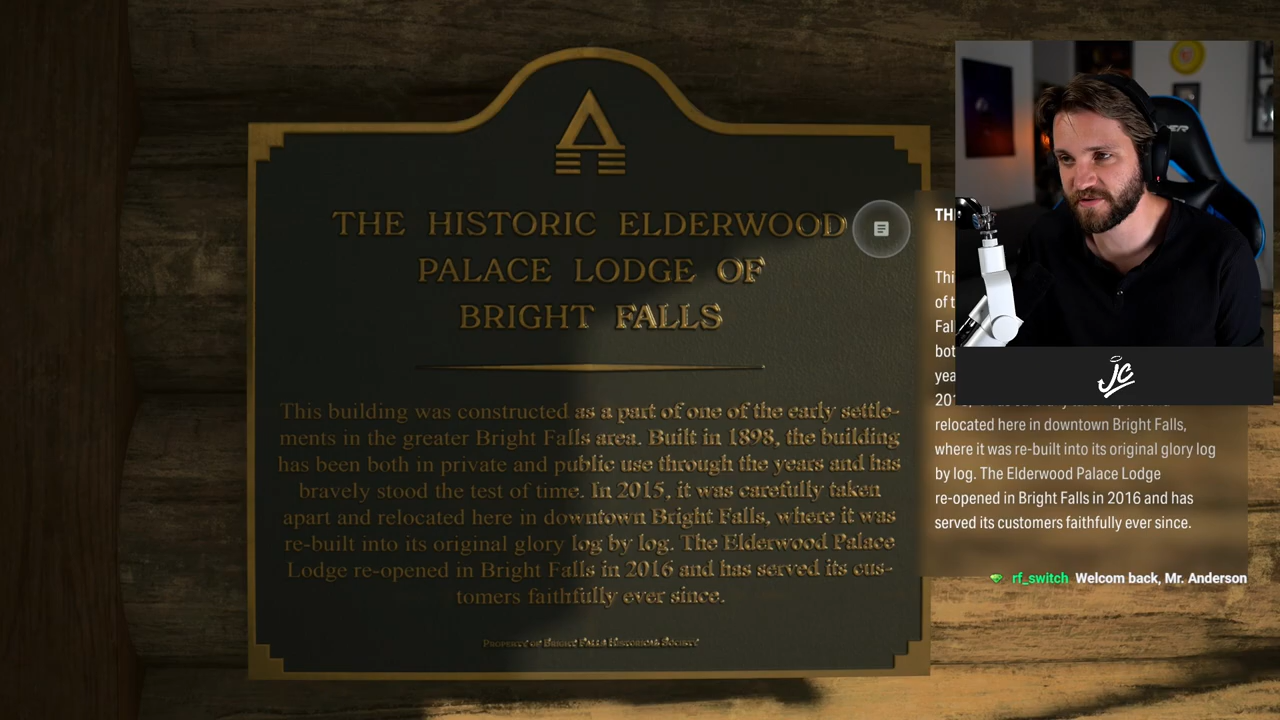 THE HISTORIC ELDERWOOD
PALACE LODGE OF
BRIGHT FALLS
This building was constructed as a part of one of the early settle-
ments in the greater Bright Falls area. Built in 1898, the building
has been both in private and public use through the years and has
bravely stood the test of time. In 2015, it was carefully taken
apart and relocated here in downtown Bright Falls, where it was
re-built into its original glory log by log. The Elderwood Palace
Lodge re-opened in Bright Falls in 2016 and has served its cus-
tomers faithfully ever since.
Property of Bright Falls Historical Society
relocated here in downtown Bright Falls,
where it was re-built into its original glory log
by log. The Elderwood Palace Lodge
re-opened in Bright Falls in 2016 and has
served its customers faithfully ever since.
rf_switch Welcom back, Mr. Anderson
jc